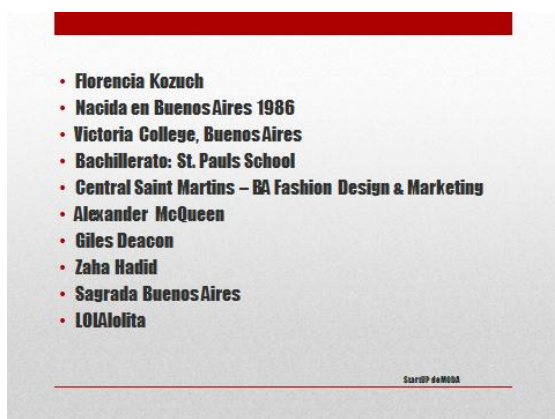 • Florencia Kozuch
• Nacida en Buenos Aires 1986
• Victoria College, Buenos Aires
• Bachillerato: St. Pauls School
• Central Saint Martins – BA Fashion Design & Marketing
• Alexander McQueen
• Giles Deacon
• Zaha Hadid
• Sagrada Buenos Aires
• LOLAlolita
StartUP deMODA